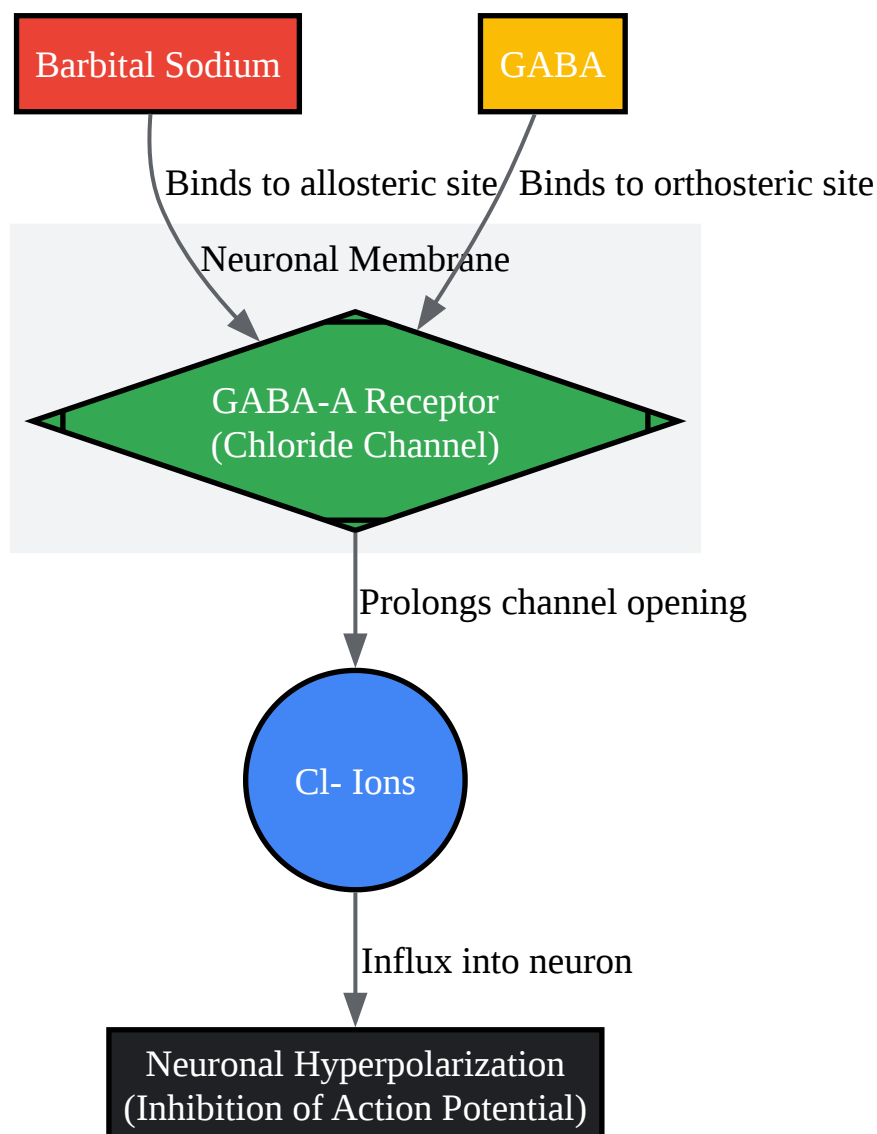 Barbital Sodium
GABA
Binds to allosteric site
Binds to orthosteric site
Neuronal Membrane
GABA-A Receptor
(Chloride Channel)
Prolongs channel opening
Cl- Ions
Influx into neuron
Neuronal Hyperpolarization
(Inhibition of Action Potential)